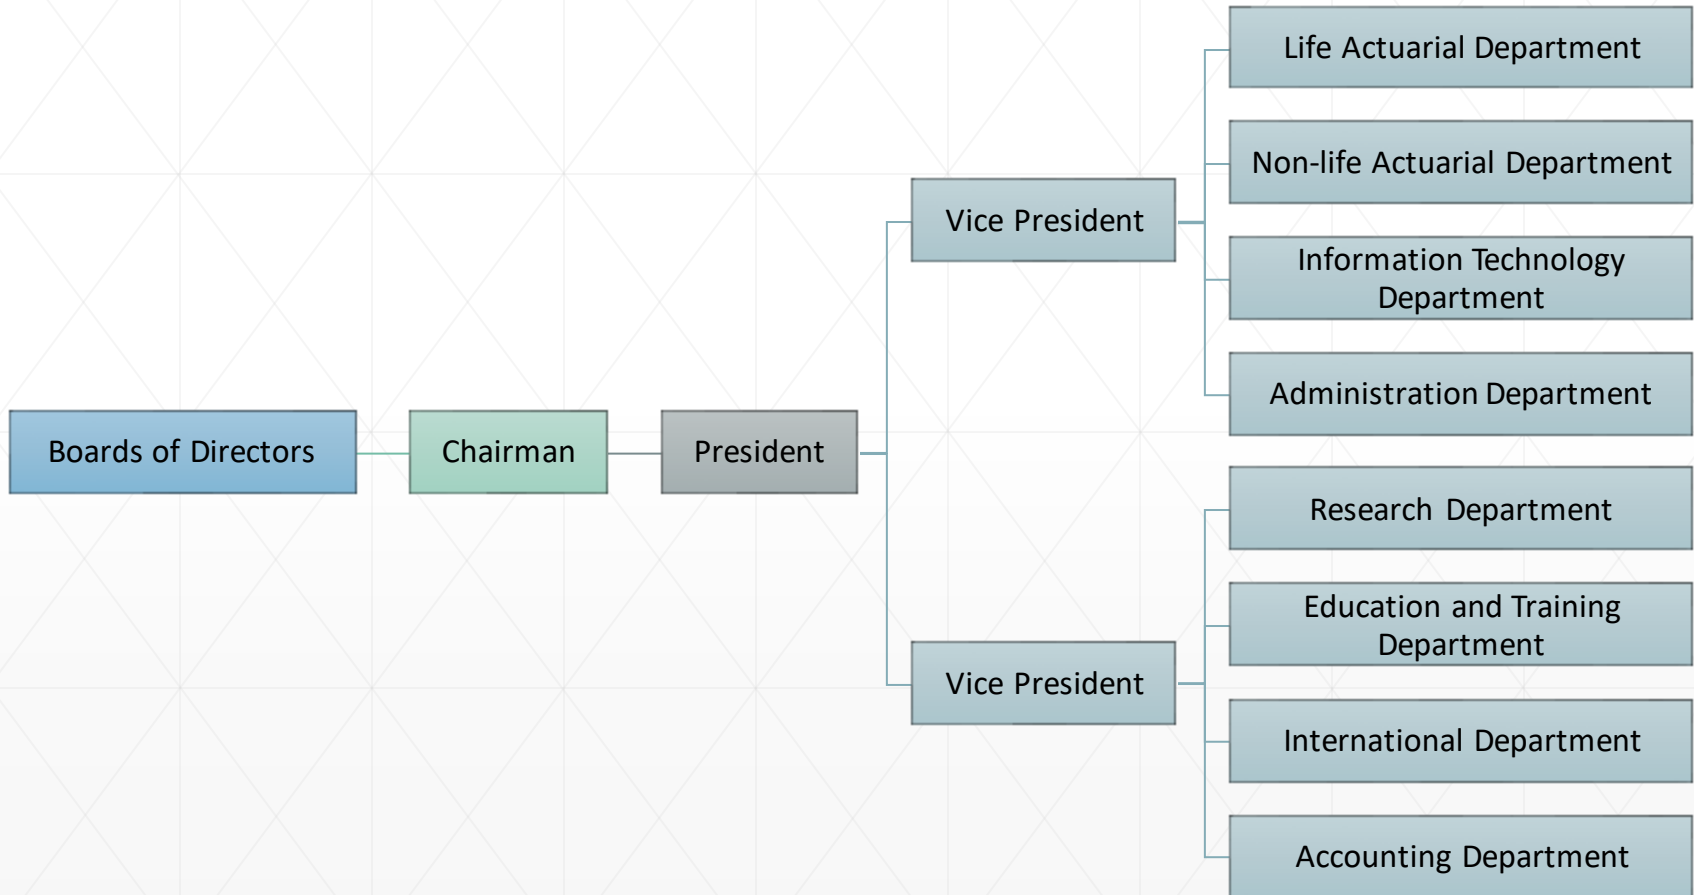 Boards of Directors
Chairman
President
Vice President
Life Actuarial Department
Non-life Actuarial Department
Information Technology
Department
Administration Department
Vice President
Research Department
Education and Training
Department
International Department
Accounting Department